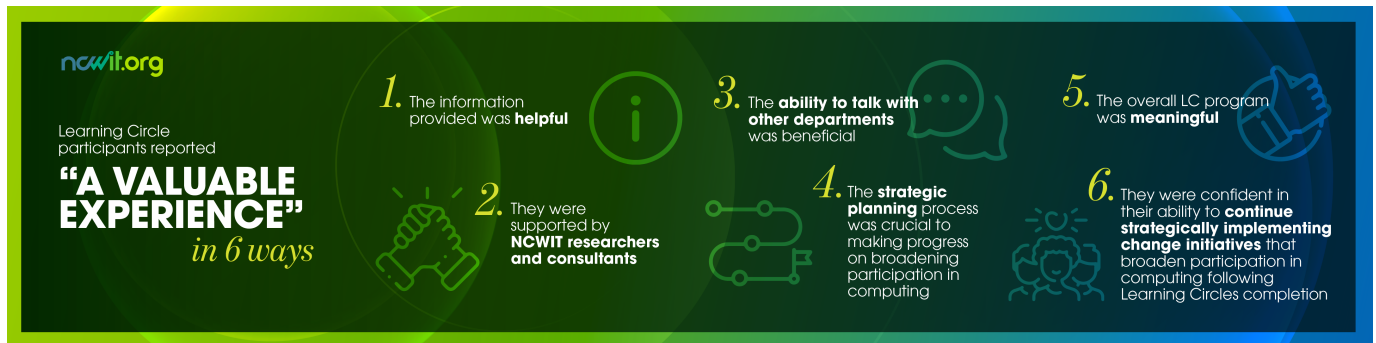 ncwit.org
Learning Circle
participants reported
“A VALUABLE
EXPERIENCE”
in 6 ways
1. The information
provided was helpful
2. They were
supported by
NCWIT researchers
and consultants
3. The ability to talk with
other departments
was beneficial
4. The strategic
planning process
was crucial to
making progress
on broadening
participation in
computing
5. The overall LC program
was meaningful
6. They were confident in
their ability to continue
strategically implementing
change initiatives that
broaden participation in
computing following
Learning Circles completion